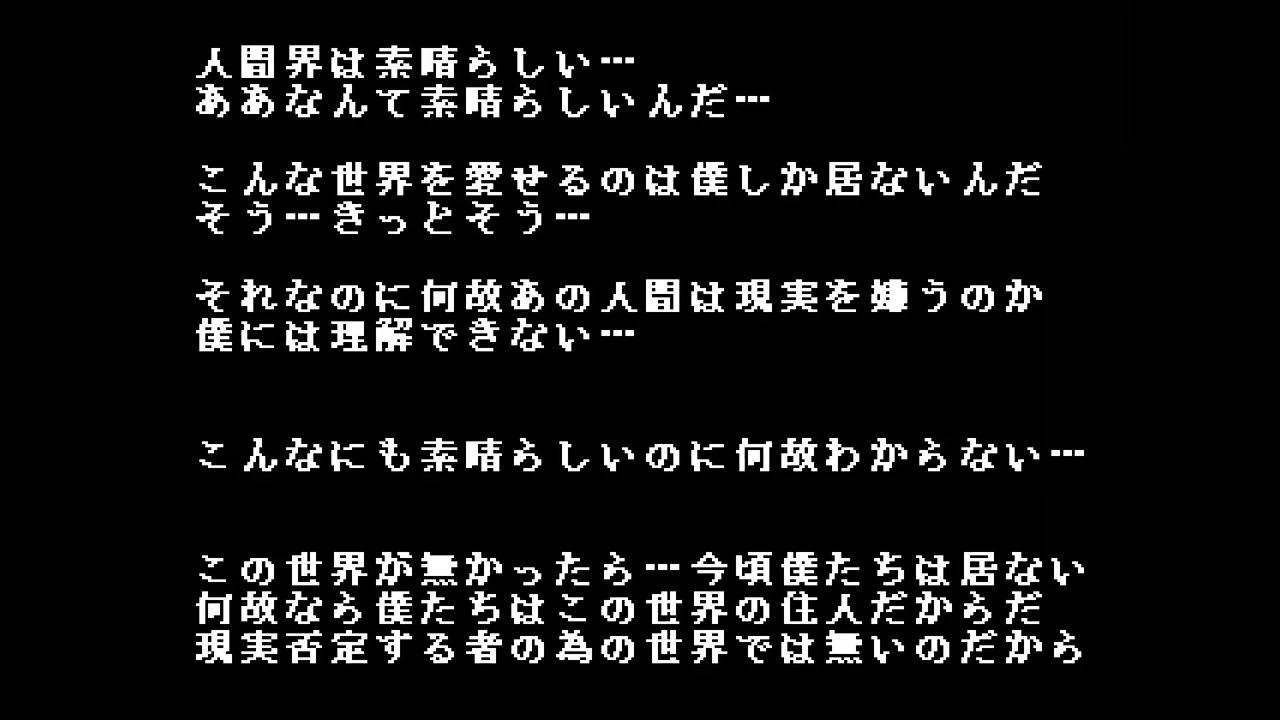 人間界は素晴らしい…
ああなんて素晴らしいんだ…
こんな世界を愛せるのは僕しか居ないんだ
そう…きっとそう…
それなのに何故あの人間は現実を嫌うのか
僕には理解できない…
こんなにも素晴らしいのに何故わからない…
この世界が無かったら…今頃僕たちは居ない
何故なら僕たちはこの世界の住人だからだ
現実否定する者の為の世界では無いのだから